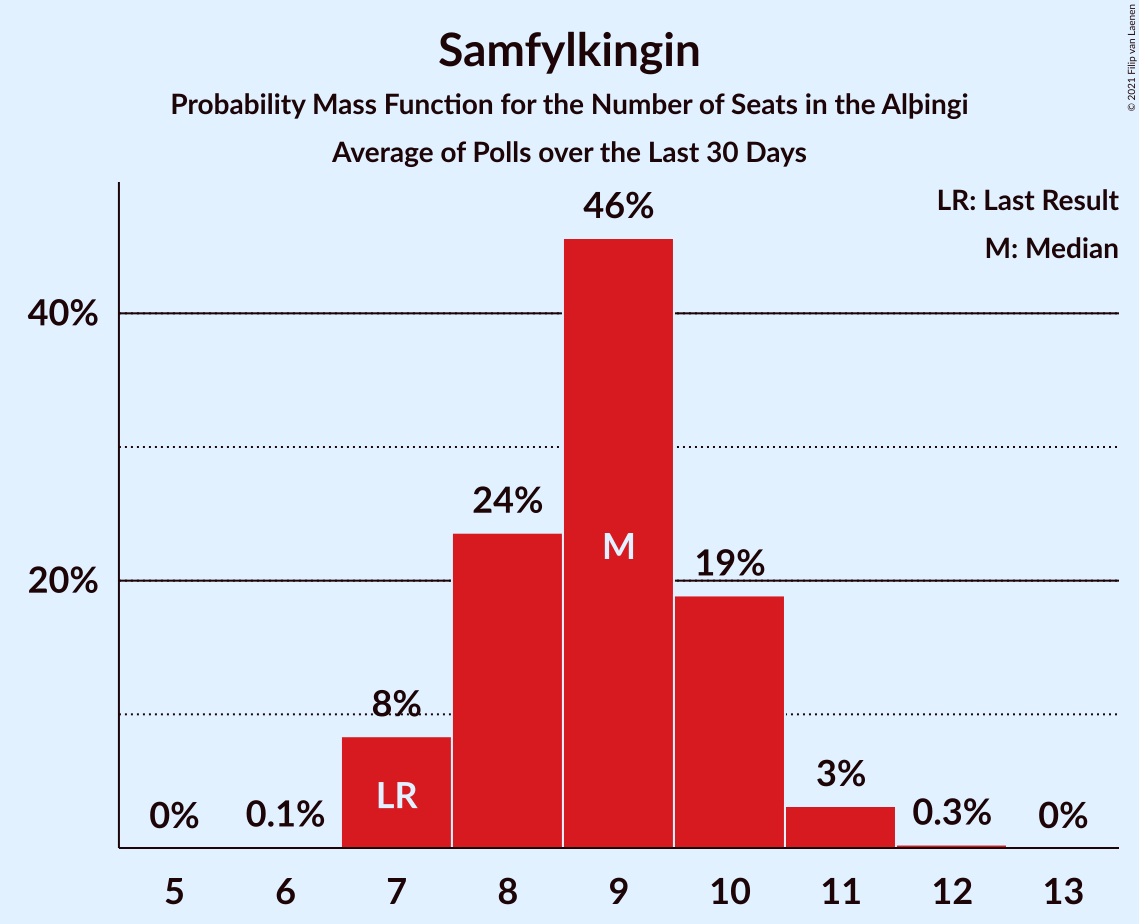 Samfylkingin
Probability Mass Function for the Number of Seats in the Alþingi
Average of Polls over the Last 30 Days
© 2021 Filip van Laenen
LR: Last Result
M: Median
46%
40%
24%
M
19%
20%
8%
LR
3%
0%
0.1%
0.3%
0%
5 6 7 8 9 10 11 12 13